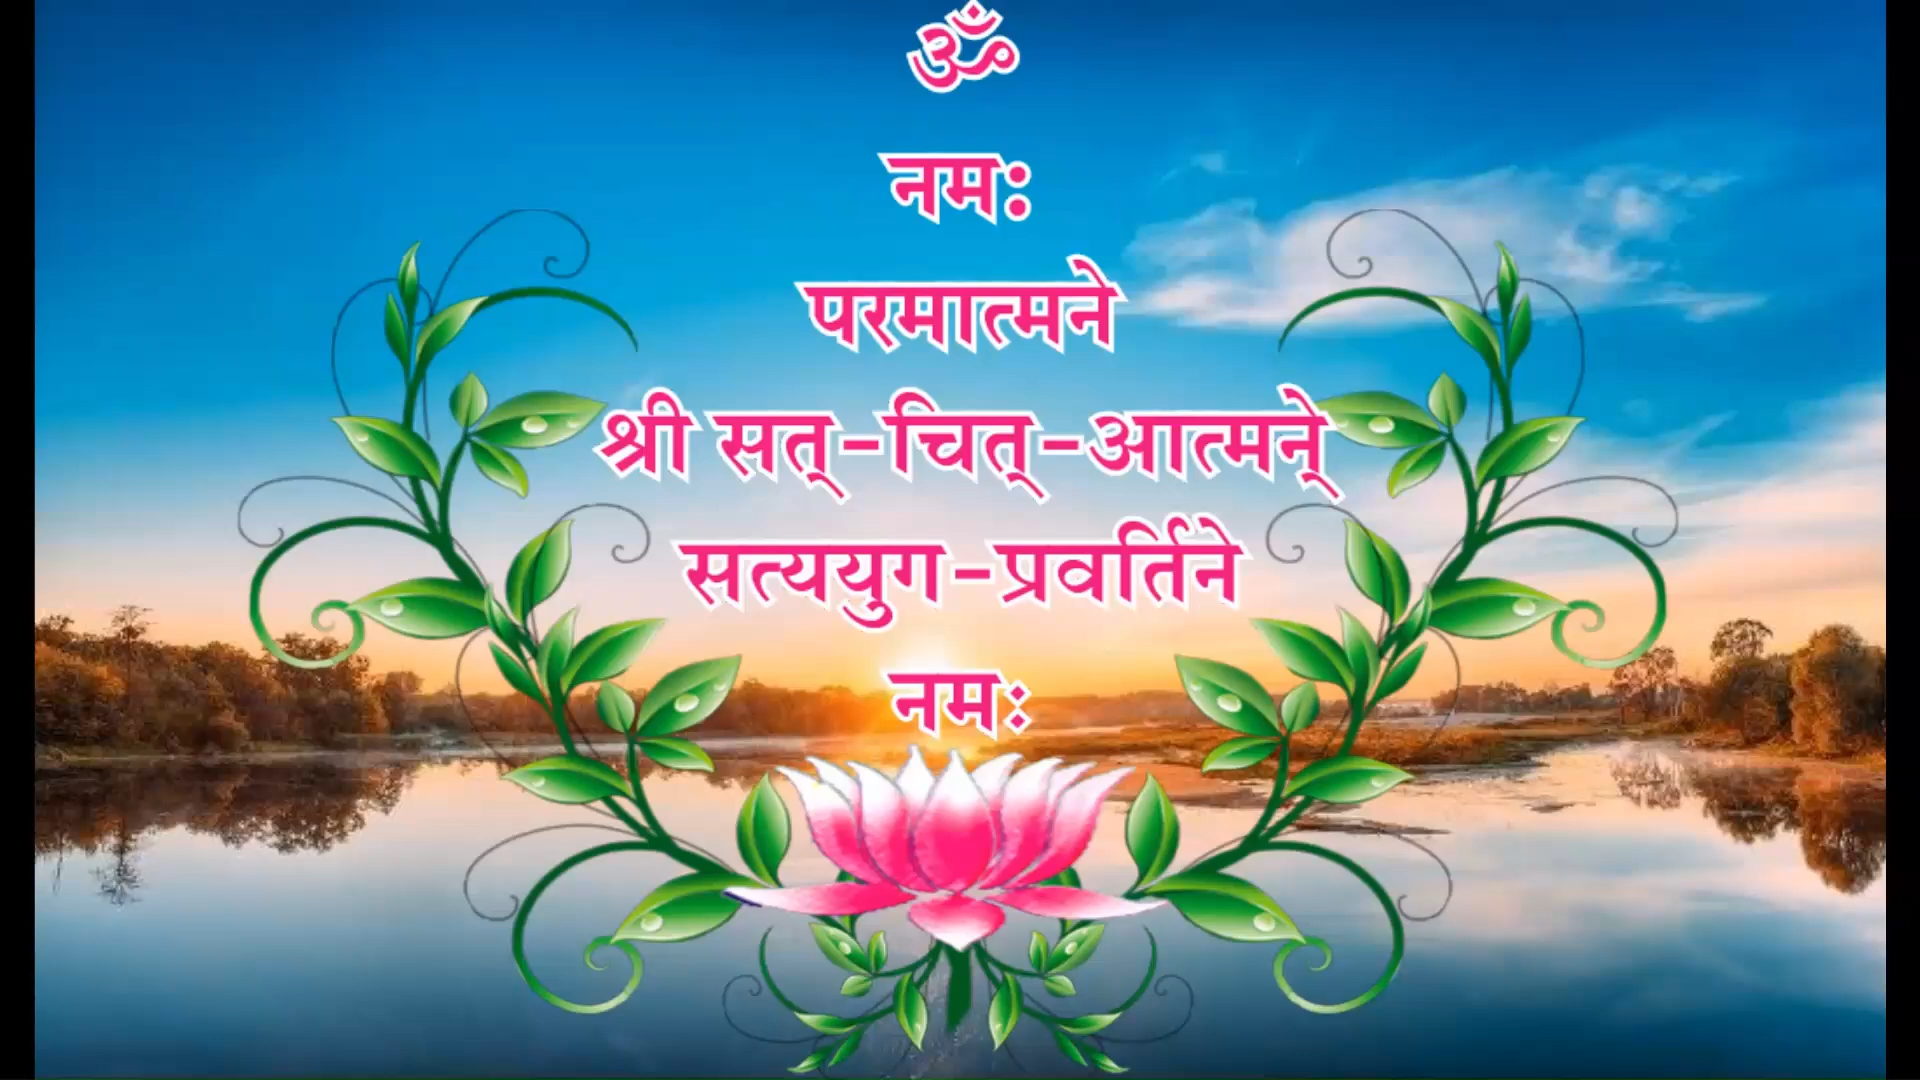 ॐ
नमः
परमात्मने
श्री सत्-चित्-आत्मने्
सत्ययुग-प्रवर्तिने
नमः